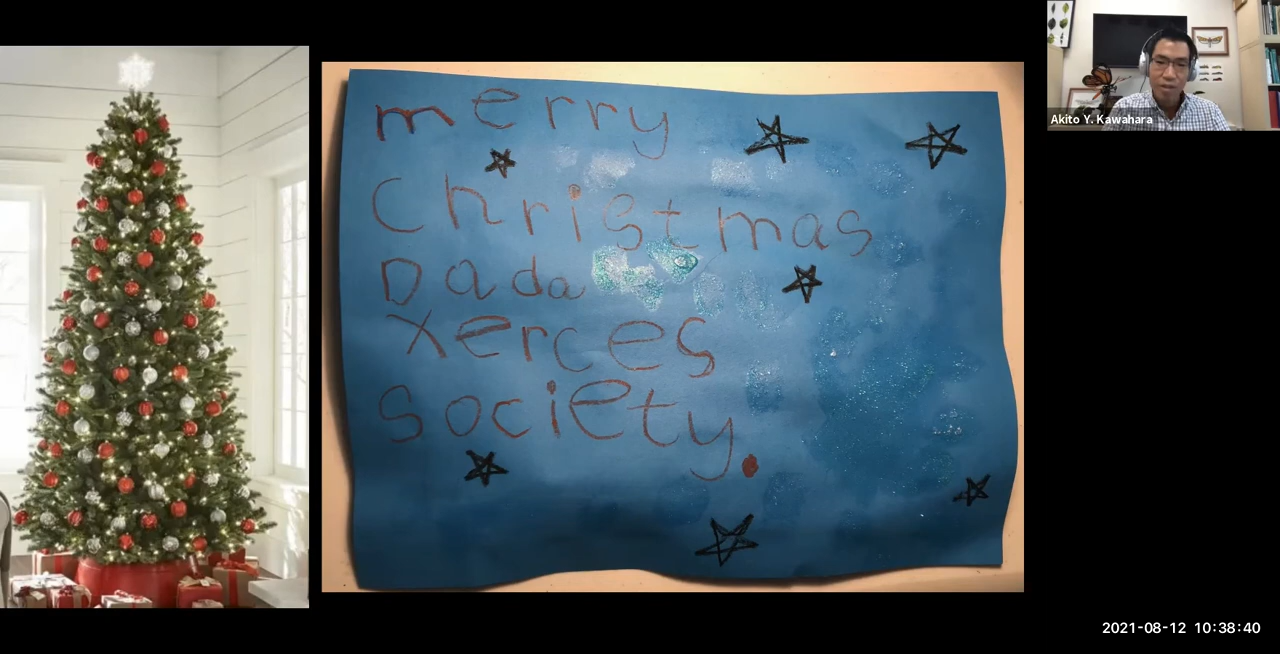 merry
Christmas
Dada
Xerces
Society.
Akito Y. Kawahara
2021-08-12 10:38:40